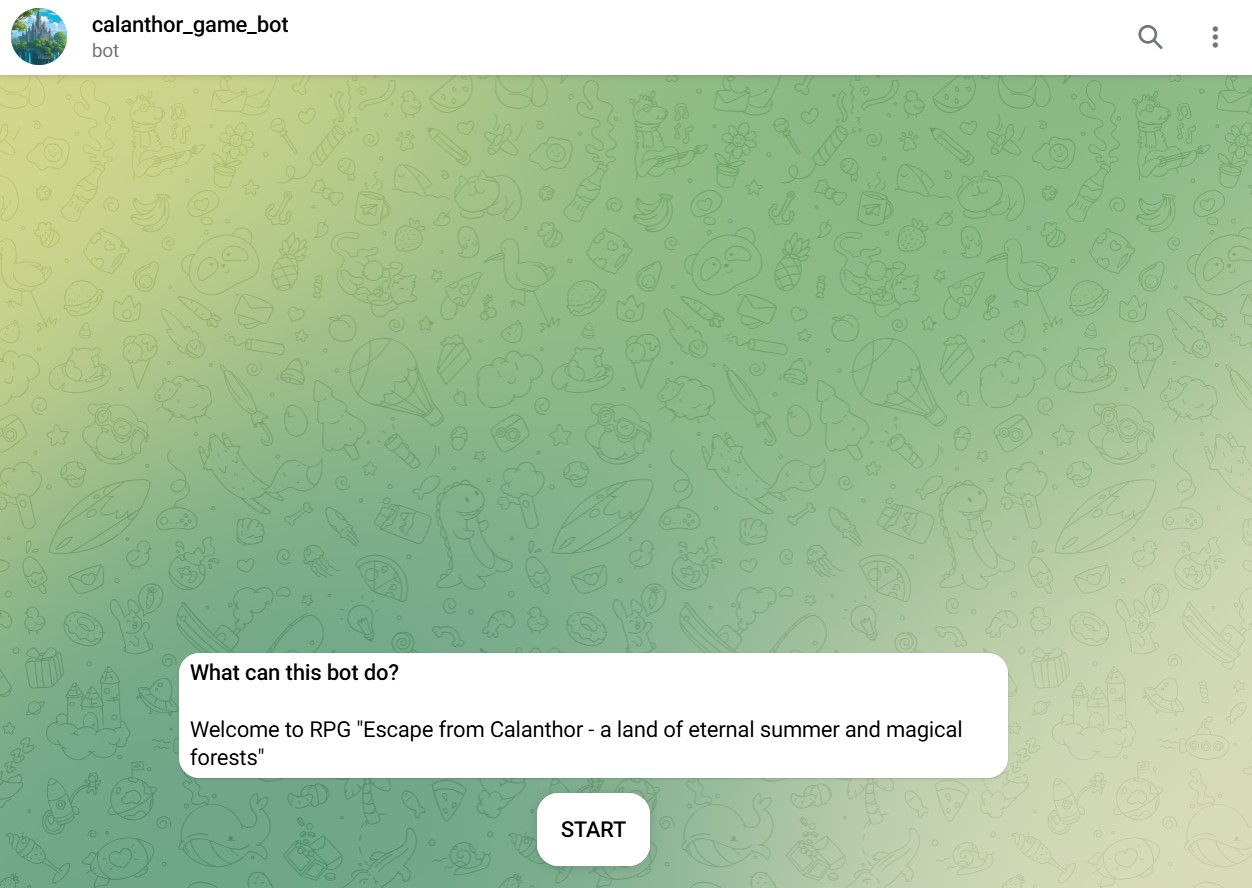 calanthor_game_bot
bot
What can this bot do?
Welcome to RPG "Escape from Calanthor - a land of eternal summer and magical
forests"
START